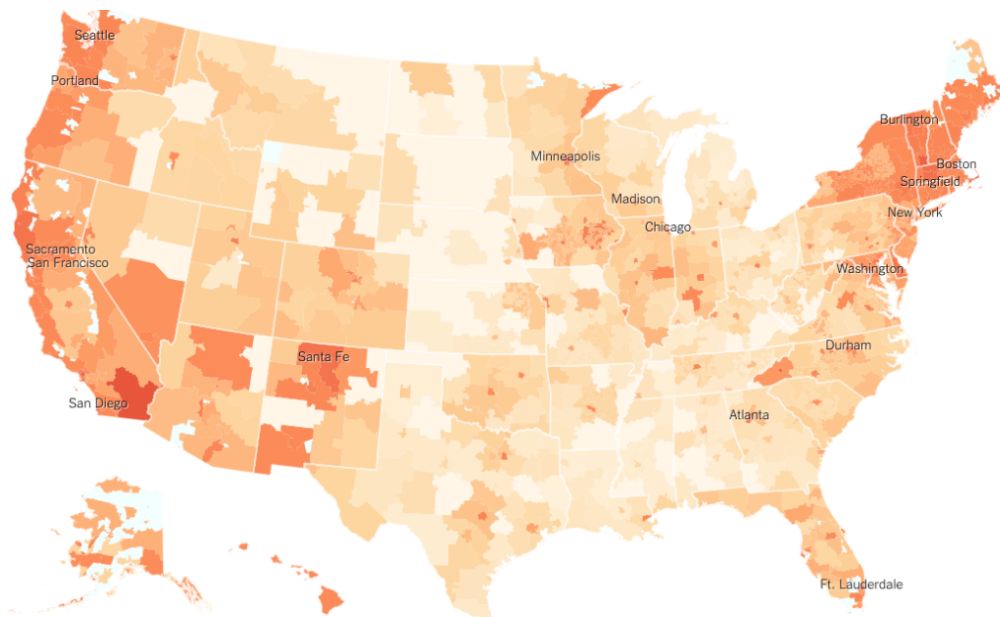 Seattle
Portland
Burlington
Minneapolis
Boston
Springfield
Madison
New York
Chicago
Sacramento
San Francisco
Washington
Durham
Santa Fe
San Diego
Atlanta
Ft. Lauderdale